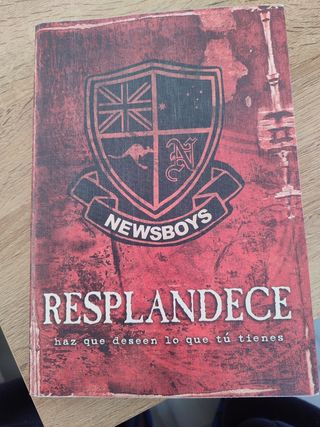 N
NEWSBOYS
RESPLANDECE
haz que deseen lo que tú tienes